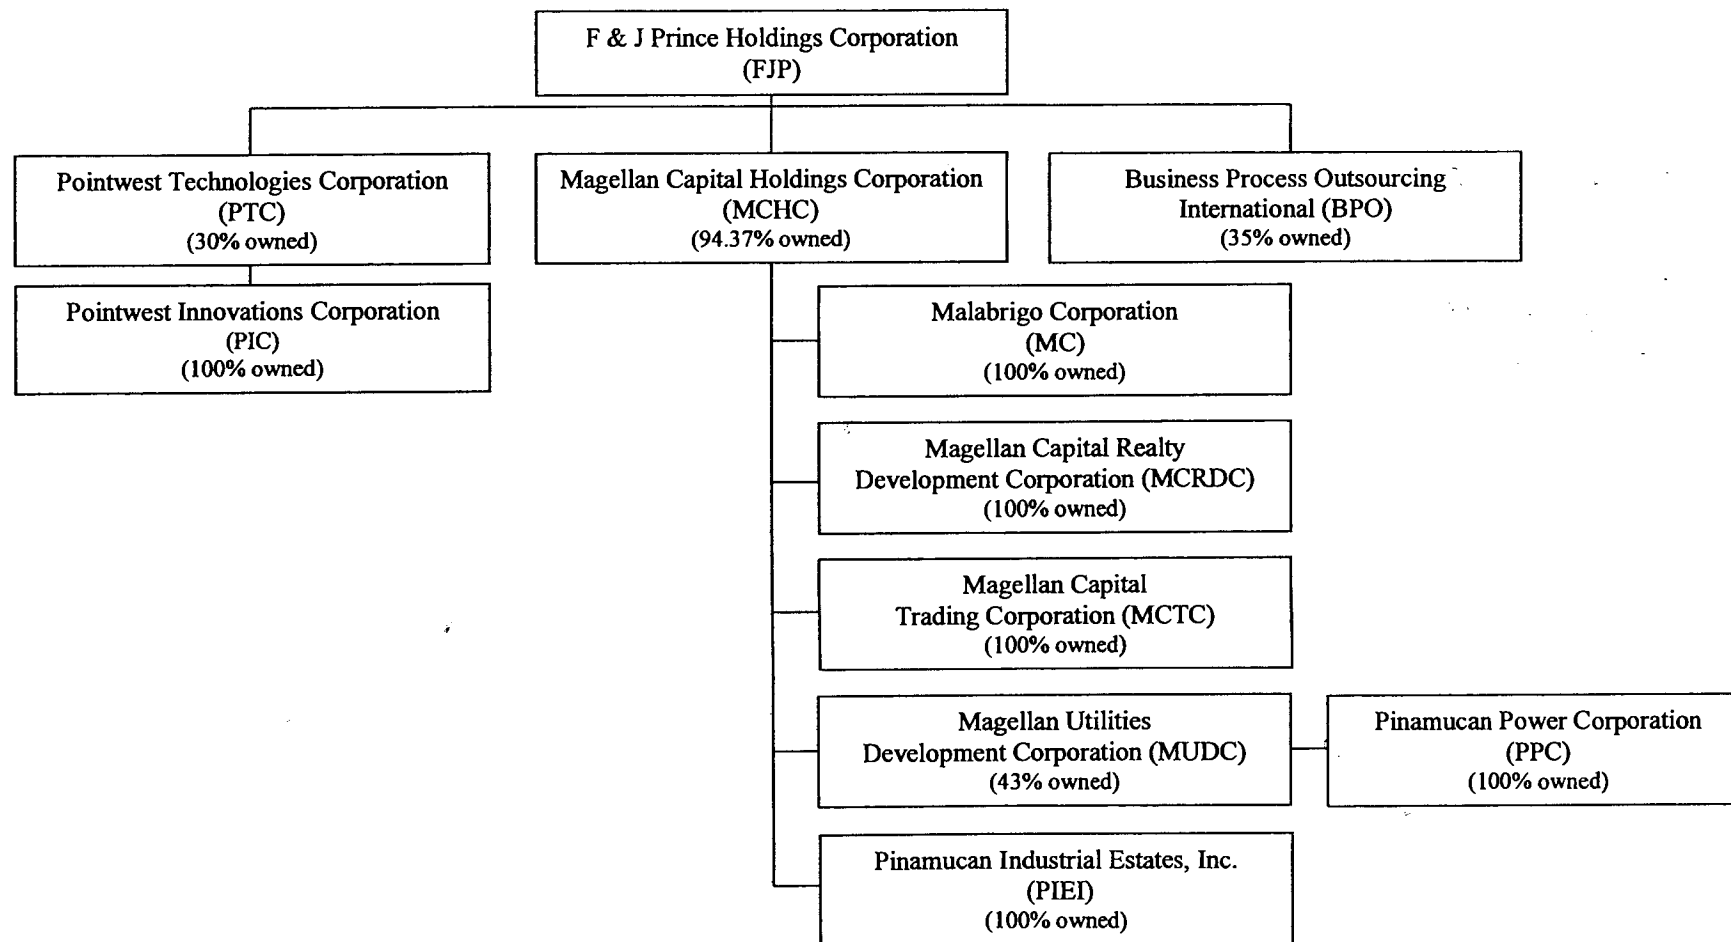 F & J Prince Holdings Corporation
(FJP)
Pointwest Technologies Corporation
(PTC)
(30% owned)
Magellan Capital Holdings Corporation
(MCHC)
(94.37% owned)
Business Process Outsourcing
International (BPO)
(35% owned)
Pointwest Innovations Corporation
(PIC)
(100% owned)
Malabrigo Corporation
(MC)
(100% owned)
Magellan Capital Realty
Development Corporation (MCRDC)
(100% owned)
Magellan Capital
Trading Corporation (MCTC)
(100% owned)
Magellan Utilities
Development Corporation (MUDC)
(43% owned)
Pinamucan Power Corporation
(PPC)
(100% owned)
Pinamucan Industrial Estates, Inc.
(PIEI)
(100% owned)